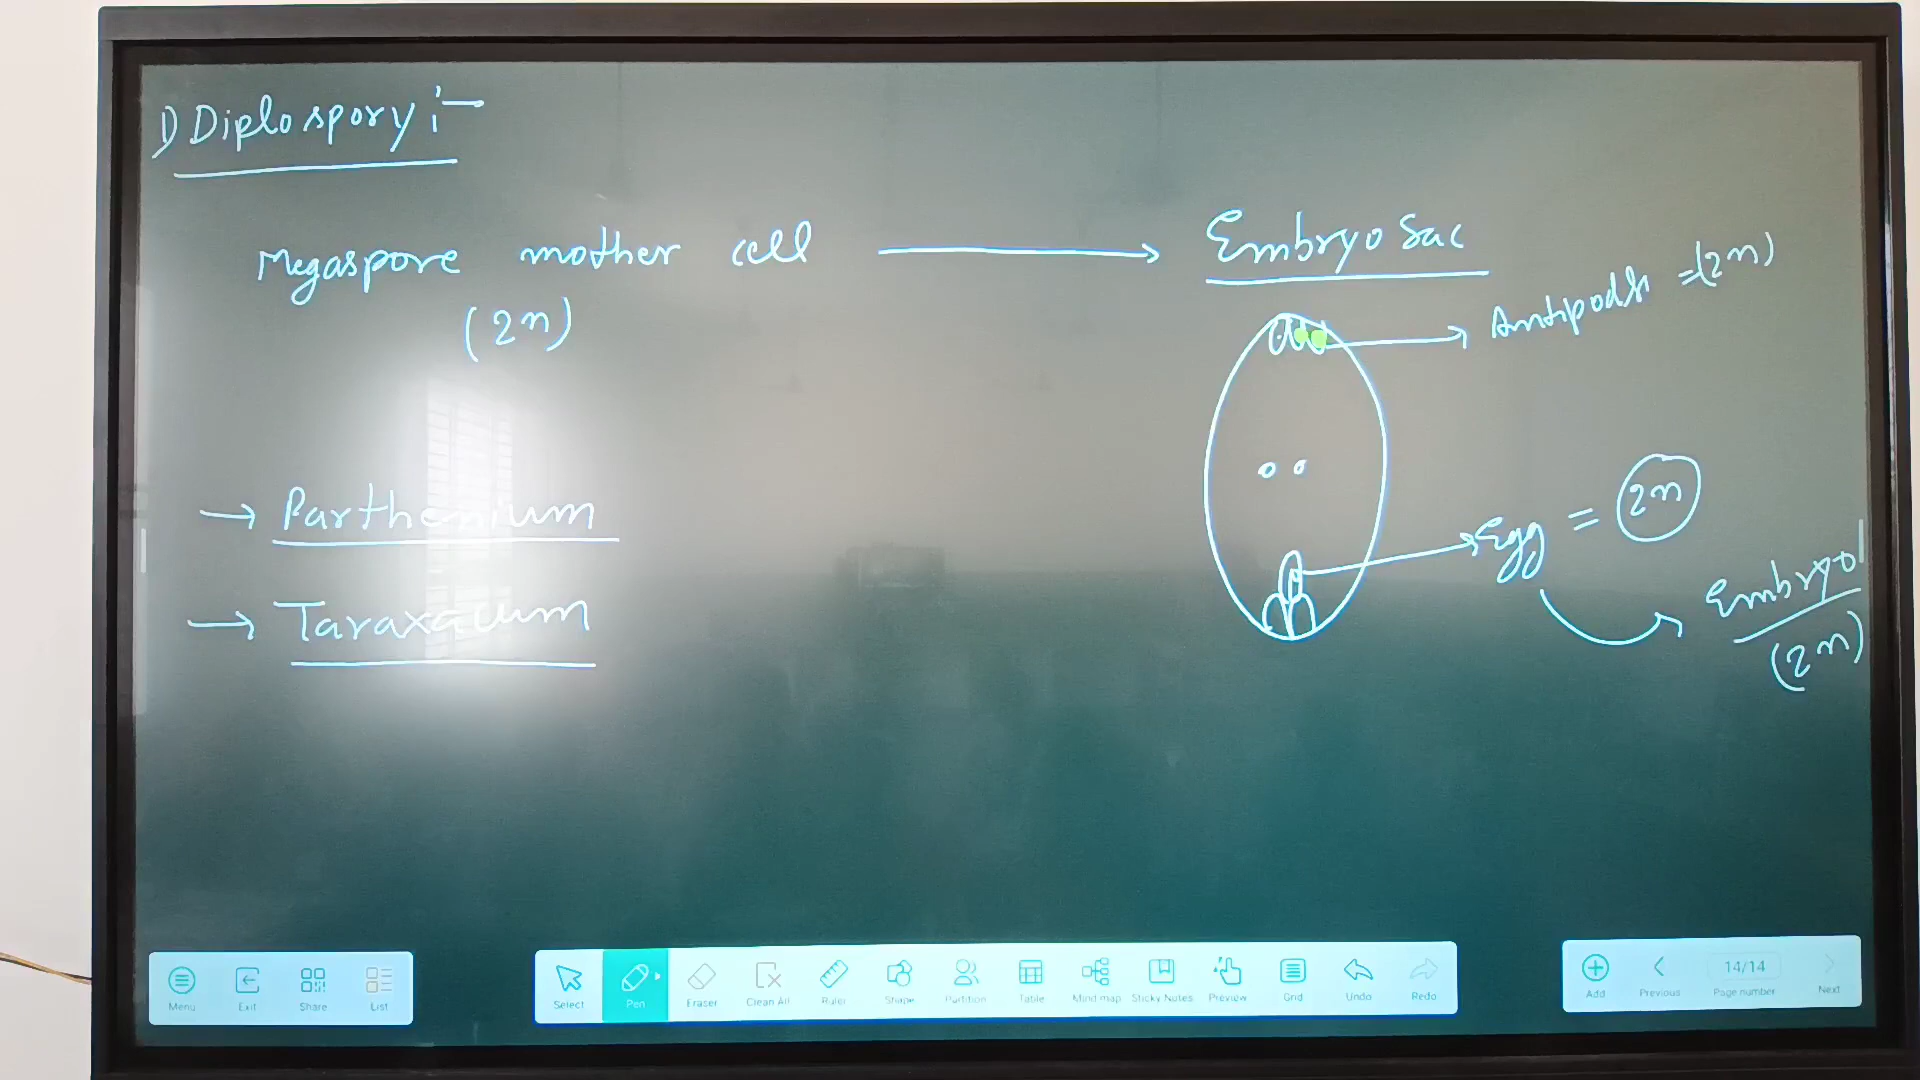 1) Diplospory :-
Megaspore mother cell
(2n)
Embryo Sac
Antipodls = (2n)
→ Parthenium
→ Taraxacum
Egg = 2n
Embryo
(2n)
Menu Exit Share List
Select Pen Eraser Clean All Ruler Shape Partition Table Mind map Sticky Notes Preview Grid Undo Redo
Add Previous 14/14 Page number Next